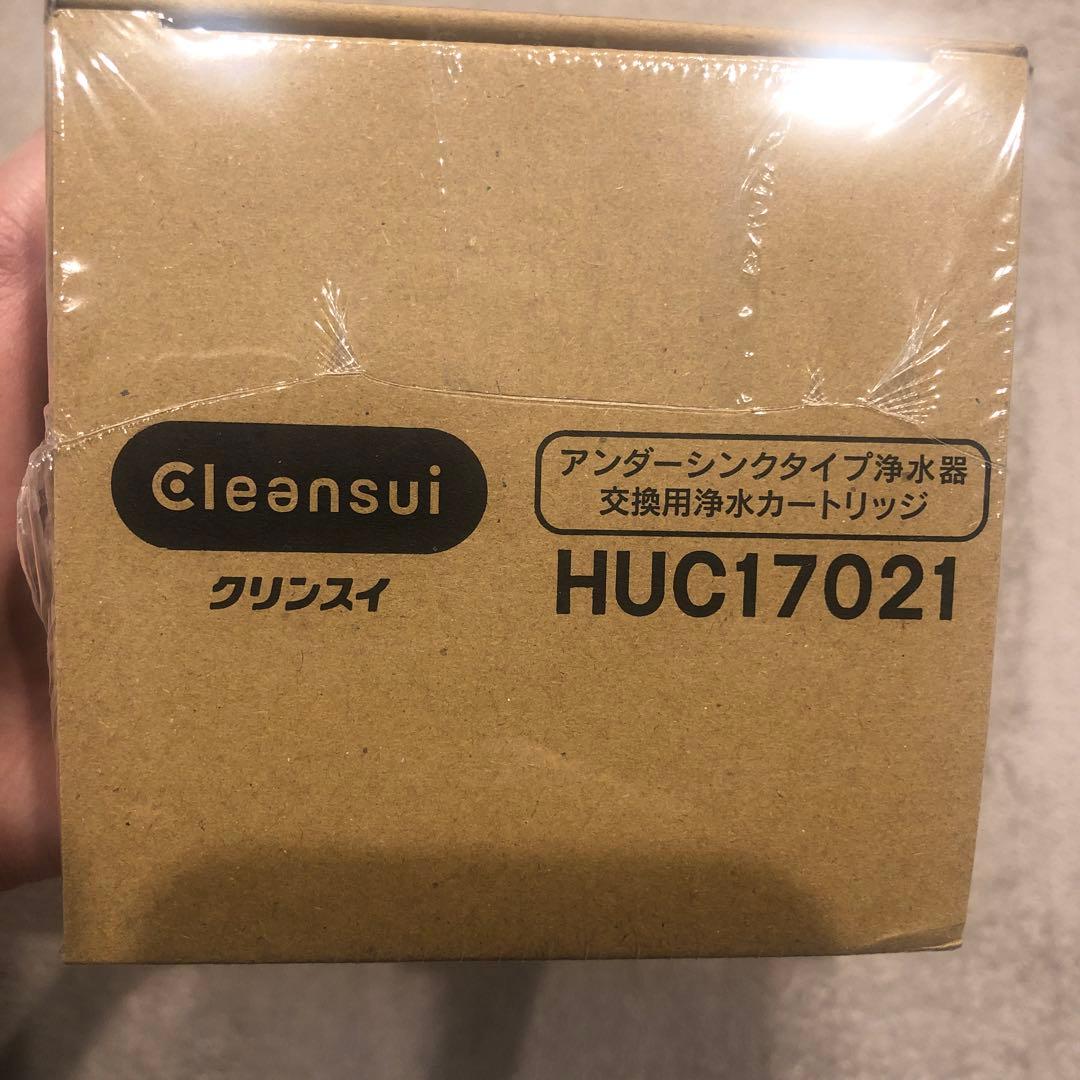 Cleansui
クリンスイ
アンダーシンクタイプ浄水器
交換用浄水カートリッジ
HUC17021